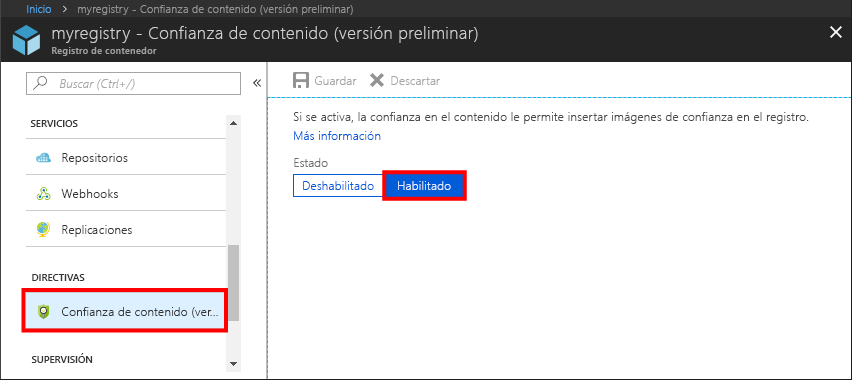 Inicio > myregistry - Confianza de contenido (versión preliminar)
myregistry - Confianza de contenido (versión preliminar)
Registro de contenedor
Buscar (Ctrl+/)
Guardar Descartar
Si se activa, la confianza en el contenido le permite insertar imágenes de confianza en el registro.
Más información
SERVICIOS
Repositorios
Webhooks
Replicaciones
DIRECTIVAS
Confianza de contenido (ver...
SUPERVISIÓN
Estado
Deshabilitado Habilitado